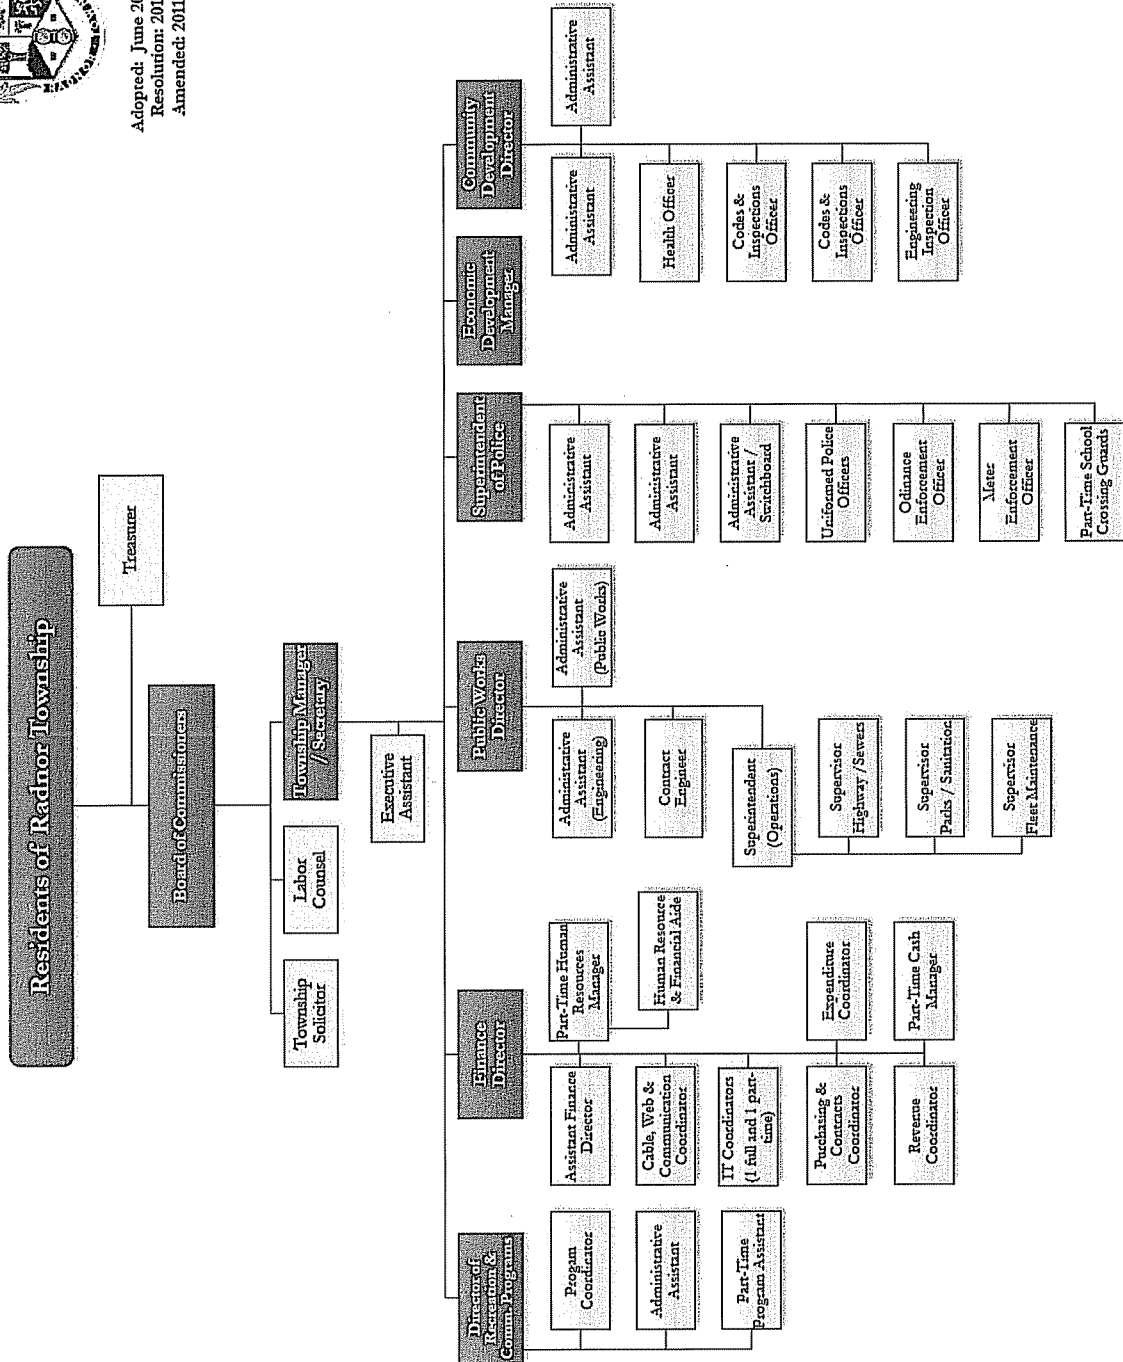 Adopted: June 20
Resolution: 201
Amended: 2011
Residents of Radnor Township
Treasurer
Board of Commissioners
Township
Solicitor
Labor
Counsel
Township Manager
/ Secretary
Executive
Assistant
Director of
Recreation &
Comm. Programs
Progam
Coordinator
Administrative
Assistant
Part-Time
Program Assistant
Finance
Director
Assistant Finance
Director
Part-Time Human
Resources
Manager
Human Resource
& Financial Aide
Cable, Web &
Communication
Coordinator
IT Coordinators
(1 full and 1 part-
time)
Purchasing &
Contracts
Coordinator
Expenditure
Coordinator
Revenue
Coordinator
Part-Time Cash
Manager
Public Works
Director
Administrative
Assistant
(Engineering)
Administrative
Assistant
(Public Works)
Contract
Engineer
Superintendent
(Operations)
Supervisor
Highway /Sewers
Supervisor
Parks / Sanitation
Supervisor
Fleet Maintenance
Superintendent
of Police
Administrative
Assistant
Administrative
Assistant
Administrative
Assistant /
Switchboard
Uniformed Police
Officers
Odinance
Enforcement
Officer
Meter
Enforcement
Officer
Part-Time School
Crossing Guards
Economic
Development
Manager
Community
Development
Director
Administrative
Assistant
Administrative
Assistant
Health Officer
Codes &
Inspections
Officer
Codes &
Inspections
Officer
Engineering
Inspection
Officer